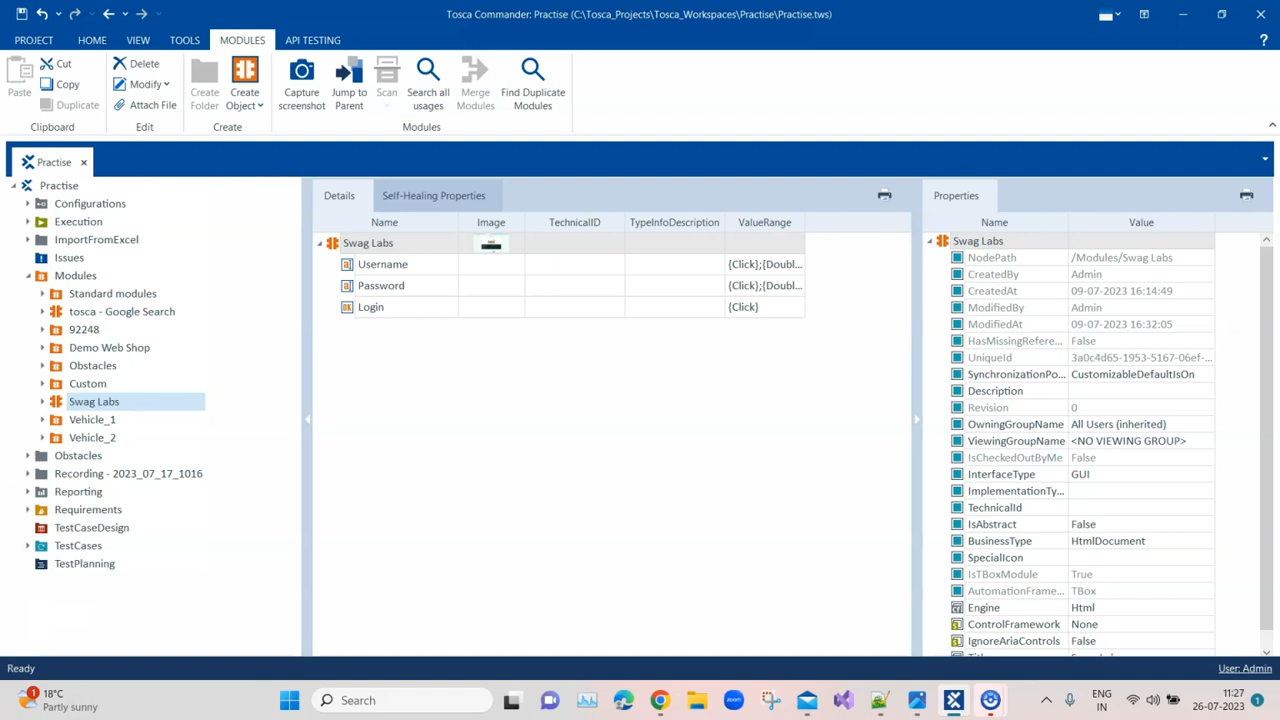 Tosca Commander: Practise (C:\Tosca_Projects\Tosca_Workspaces\Practise\Practise.tws)
PROJECT HOME VIEW TOOLS MODULES API TESTING
Paste Cut Copy Duplicate
Clipboard
Delete Modify Attach File
Edit
Create Folder Create Object
Create
Capture screenshot Jump to Parent Scan Search all usages Merge Modules Find Duplicate Modules
Modules
Practise
Practise
Configurations
Execution
ImportFromExcel
Issues
Modules
Standard modules
tosca - Google Search
92248
Demo Web Shop
Obstacles
Custom
Swag Labs
Vehicle_1
Vehicle_2
Obstacles
Recording - 2023_07_17_1016
Reporting
Requirements
TestCaseDesign
TestCases
TestPlanning
Details Self-Healing Properties
Name Image TechnicalID TypeInfoDescription ValueRange
Swag Labs
Username {Click};{Doubl...
Password {Click};{Doubl...
Login {Click}
Properties
Name Value
Swag Labs
NodePath /Modules/Swag Labs
CreatedBy Admin
CreatedAt 09-07-2023 16:14:49
ModifiedBy Admin
ModifiedAt 09-07-2023 16:32:05
HasMissingRefere... False
UniqueId 3a0c4d65-1953-5167-06ef-...
SynchronizationPo... CustomizableDefaultIsOn
Description
Revision 0
OwningGroupName All Users (inherited)
ViewingGroupName <NO VIEWING GROUP>
IsCheckedOutByMe False
InterfaceType GUI
ImplementationTy...
TechnicalId
IsAbstract False
BusinessType HtmlDocument
SpecialIcon
IsTBoxModule True
AutomationFrame... TBox
Engine Html
ControlFramework None
IgnoreAriaControls False
Ready User: Admin
1
18°C
Partly sunny
Search
ENG
IN
11:27
26-07-2023